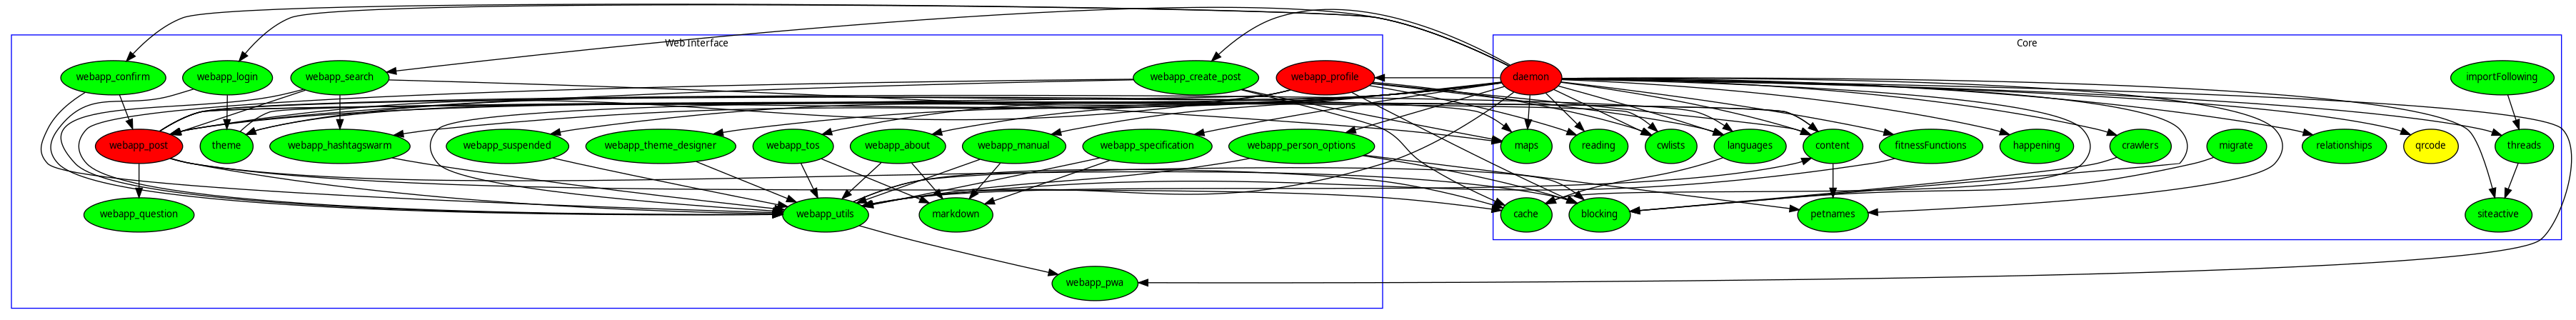 Web Interface
Core
webapp_confirm
webapp_login
webapp_search
webapp_create_post
webapp_profile
daemon
importFollowing
webapp_post
theme
webapp_hashtagswarm
webapp_suspended
webapp_theme_designer
webapp_tos
webapp_about
webapp_manual
webapp_specification
webapp_person_options
maps
reading
cwlists
languages
content
fitnessFunctions
happening
crawlers
migrate
relationships
qrcode
threads
webapp_question
webapp_utils
markdown
cache
blocking
petnames
siteactive
webapp_pwa